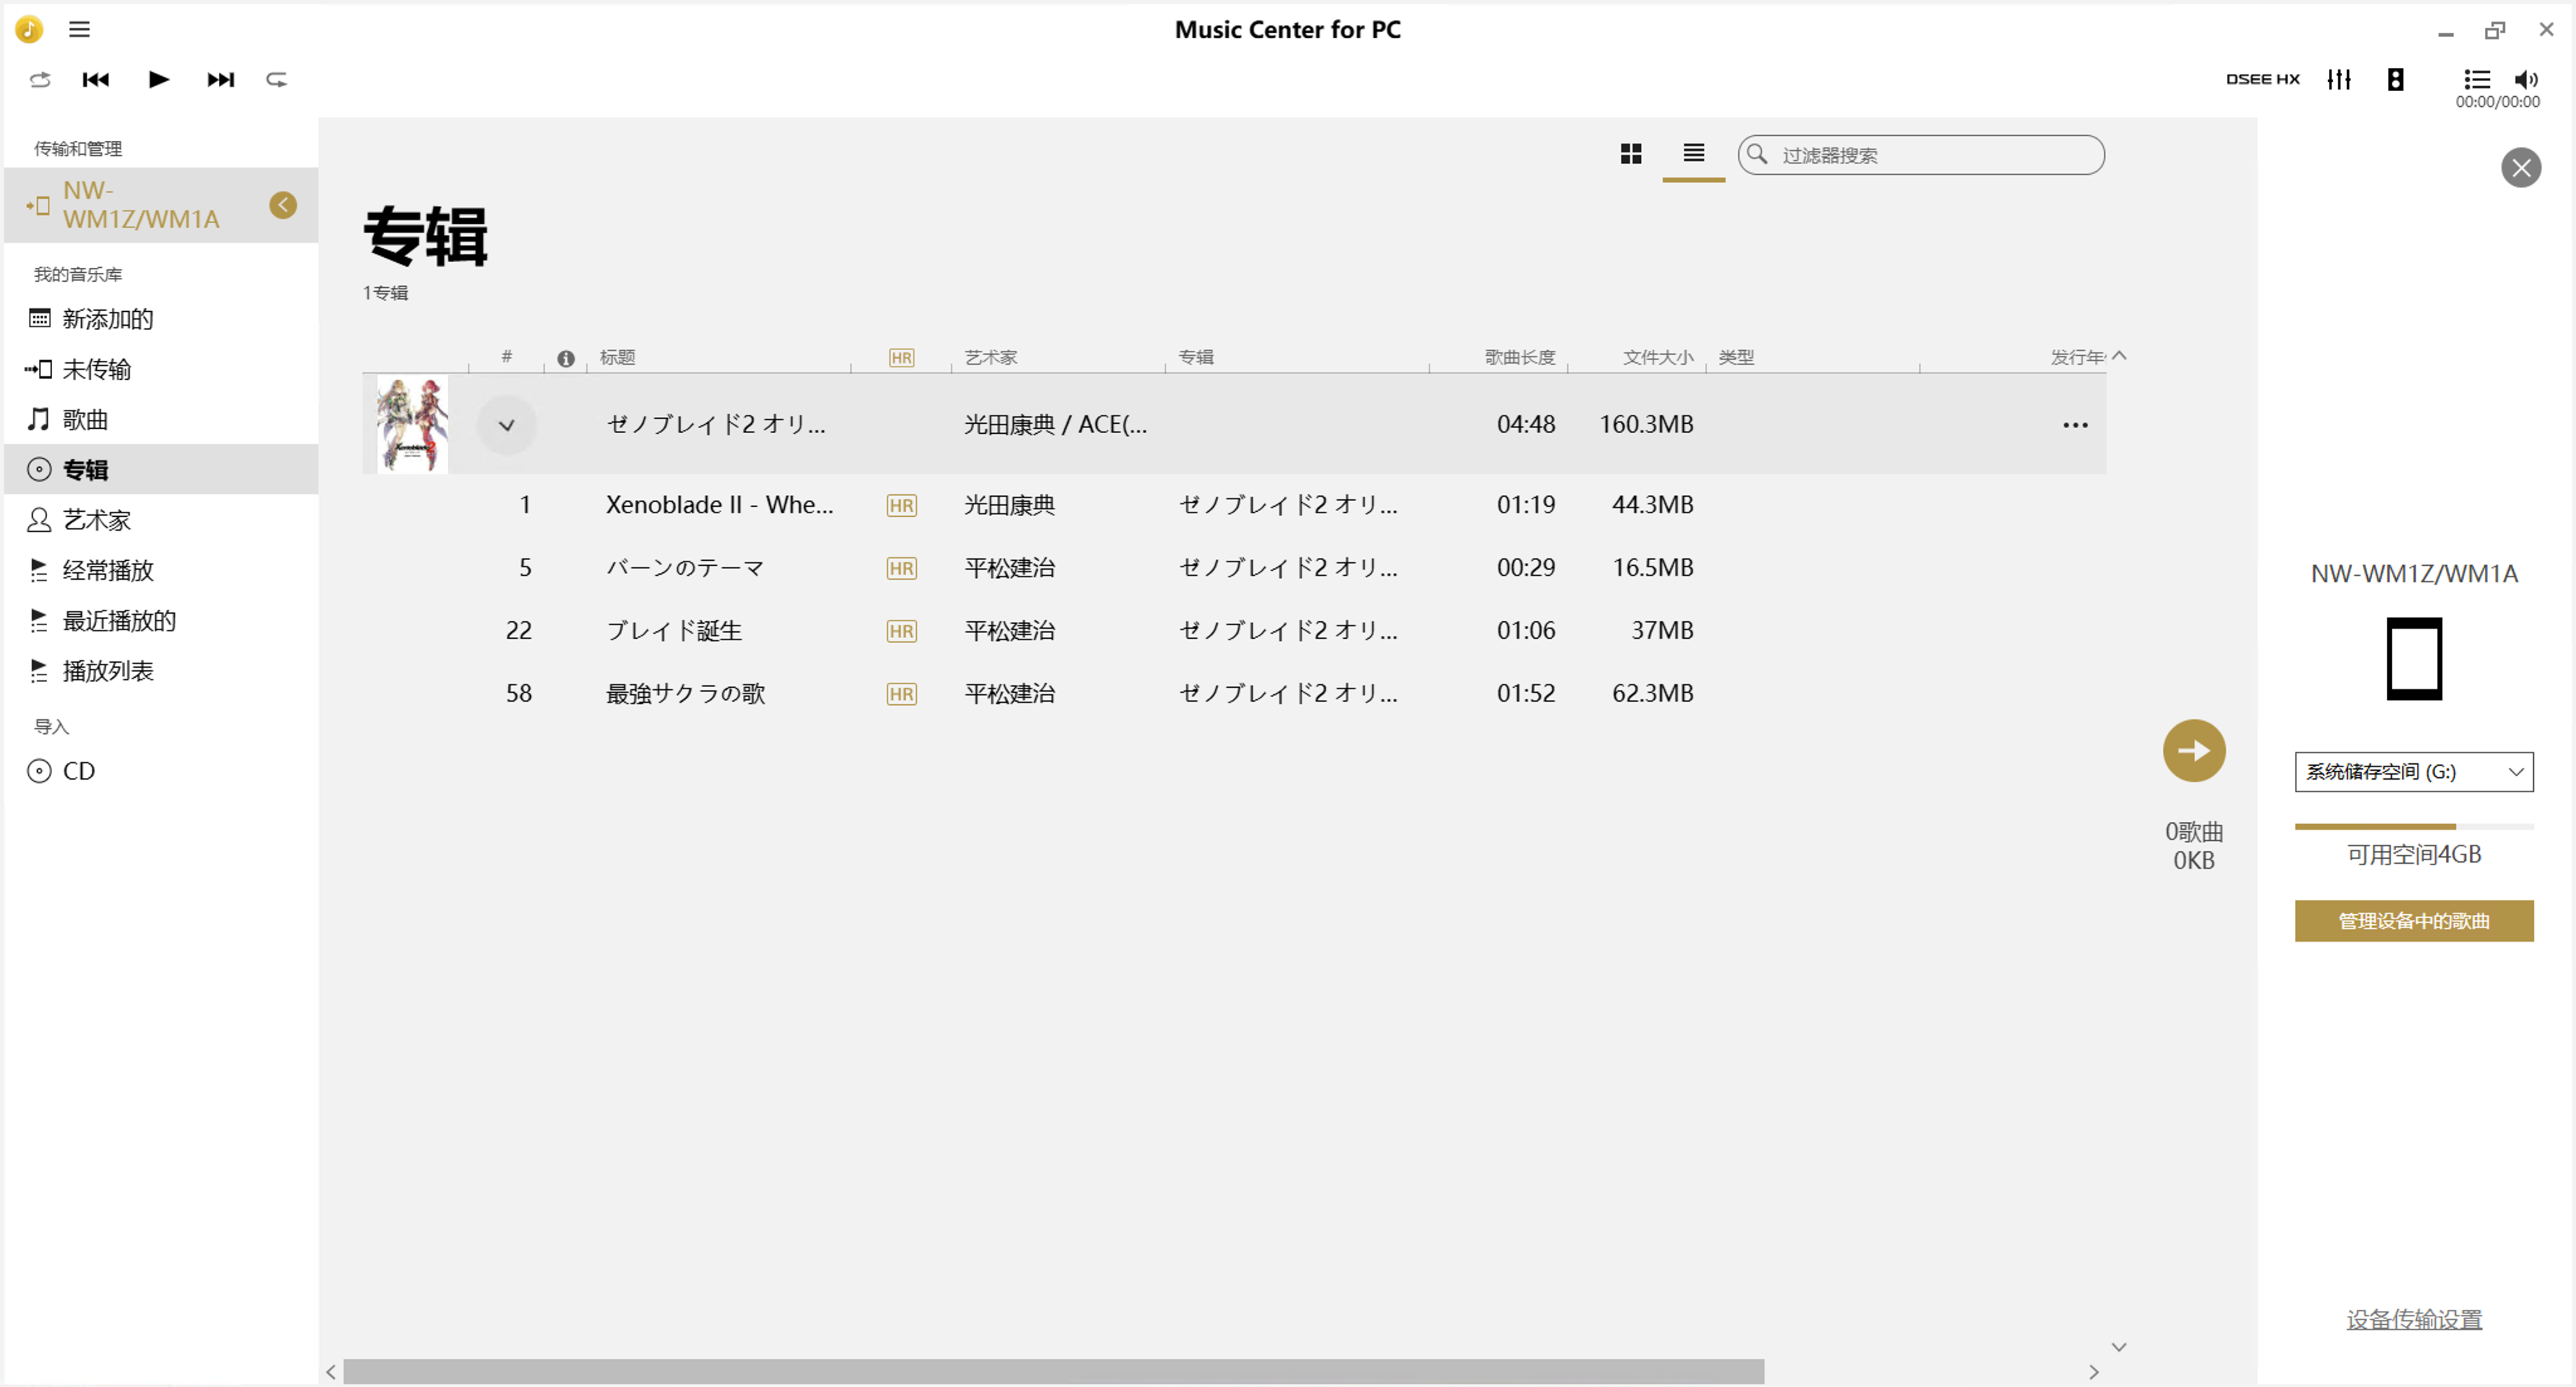 Music Center for PC
DSEE HX
00:00/00:00
传输和管理
NW-
WM1Z/WM1A
我的音乐库
新添加的
未传输
歌曲
专辑
艺术家
经常播放
最近播放的
播放列表
导入
CD
过滤器搜索
专辑
1专辑
# 标题 HR 艺术家 专辑 歌曲长度 文件大小 类型 发行年
ゼノブレイド2 オリ... 光田康典 / ACE(... 04:48 160.3MB ...
1 Xenoblade II - Whe... HR 光田康典 ゼノブレイド2 オリ... 01:19 44.3MB
5 バーンのテーマ HR 平松建治 ゼノブレイド2 オリ... 00:29 16.5MB
22 ブレイド誕生 HR 平松建治 ゼノブレイド2 オリ... 01:06 37MB
58 最強サクラの歌 HR 平松建治 ゼノブレイド2 オリ... 01:52 62.3MB
0歌曲
0KB
NW-WM1Z/WM1A
系统储存空间 (G:)
可用空间4GB
管理设备中的歌曲
设备传输设置